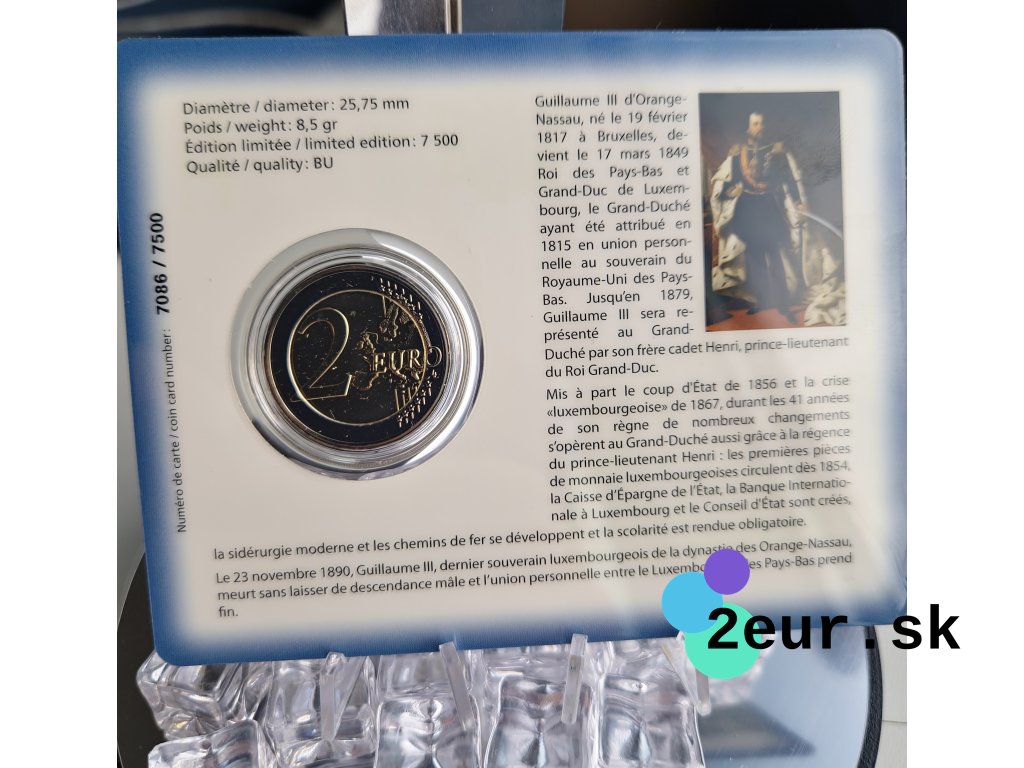 Diamètre / diameter: 25,75 mm
Poids / weight: 8,5 gr
Édition limitée / limited edition: 7 500
Qualité / quality: BU
Numéro de carte / coin card number: 7086 / 7500
2 EURO
Guillaume III d'Orange-
Nassau, né le 19 février
1817 à Bruxelles, de-
vient le 17 mars 1849
Roi des Pays-Bas et
Grand-Duc de Luxem-
bourg, le Grand-Duché
ayant été attribué en
1815 en union person-
nelle au souverain du
Royaume-Uni des Pays-
Bas. Jusqu'en 1879,
Guillaume III sera re-
présenté au Grand-
Duché par son frère cadet Henri, prince-lieutenant
du Roi Grand-Duc.
Mis à part le coup d'État de 1856 et la crise
«luxembourgeoise» de 1867, durant les 41 années
de son règne de nombreux changements
s'opèrent au Grand-Duché aussi grâce à la régence
du prince-lieutenant Henri : les premières pièces
de monnaie luxembourgeoises circulent dès 1854,
la Caisse d'Épargne de l'État, la Banque Internatio-
nale à Luxembourg et le Conseil d'État sont créés,
la sidérurgie moderne et les chemins de fer se développent et la scolarité est rendue obligatoire.
Le 23 novembre 1890, Guillaume III, dernier souverain luxembourgeois de la dynastie des Orange-Nassau,
meurt sans laisser de descendance mâle et l'union personnelle entre le Luxembo des Pays-Bas prend
fin.
2eur.sk